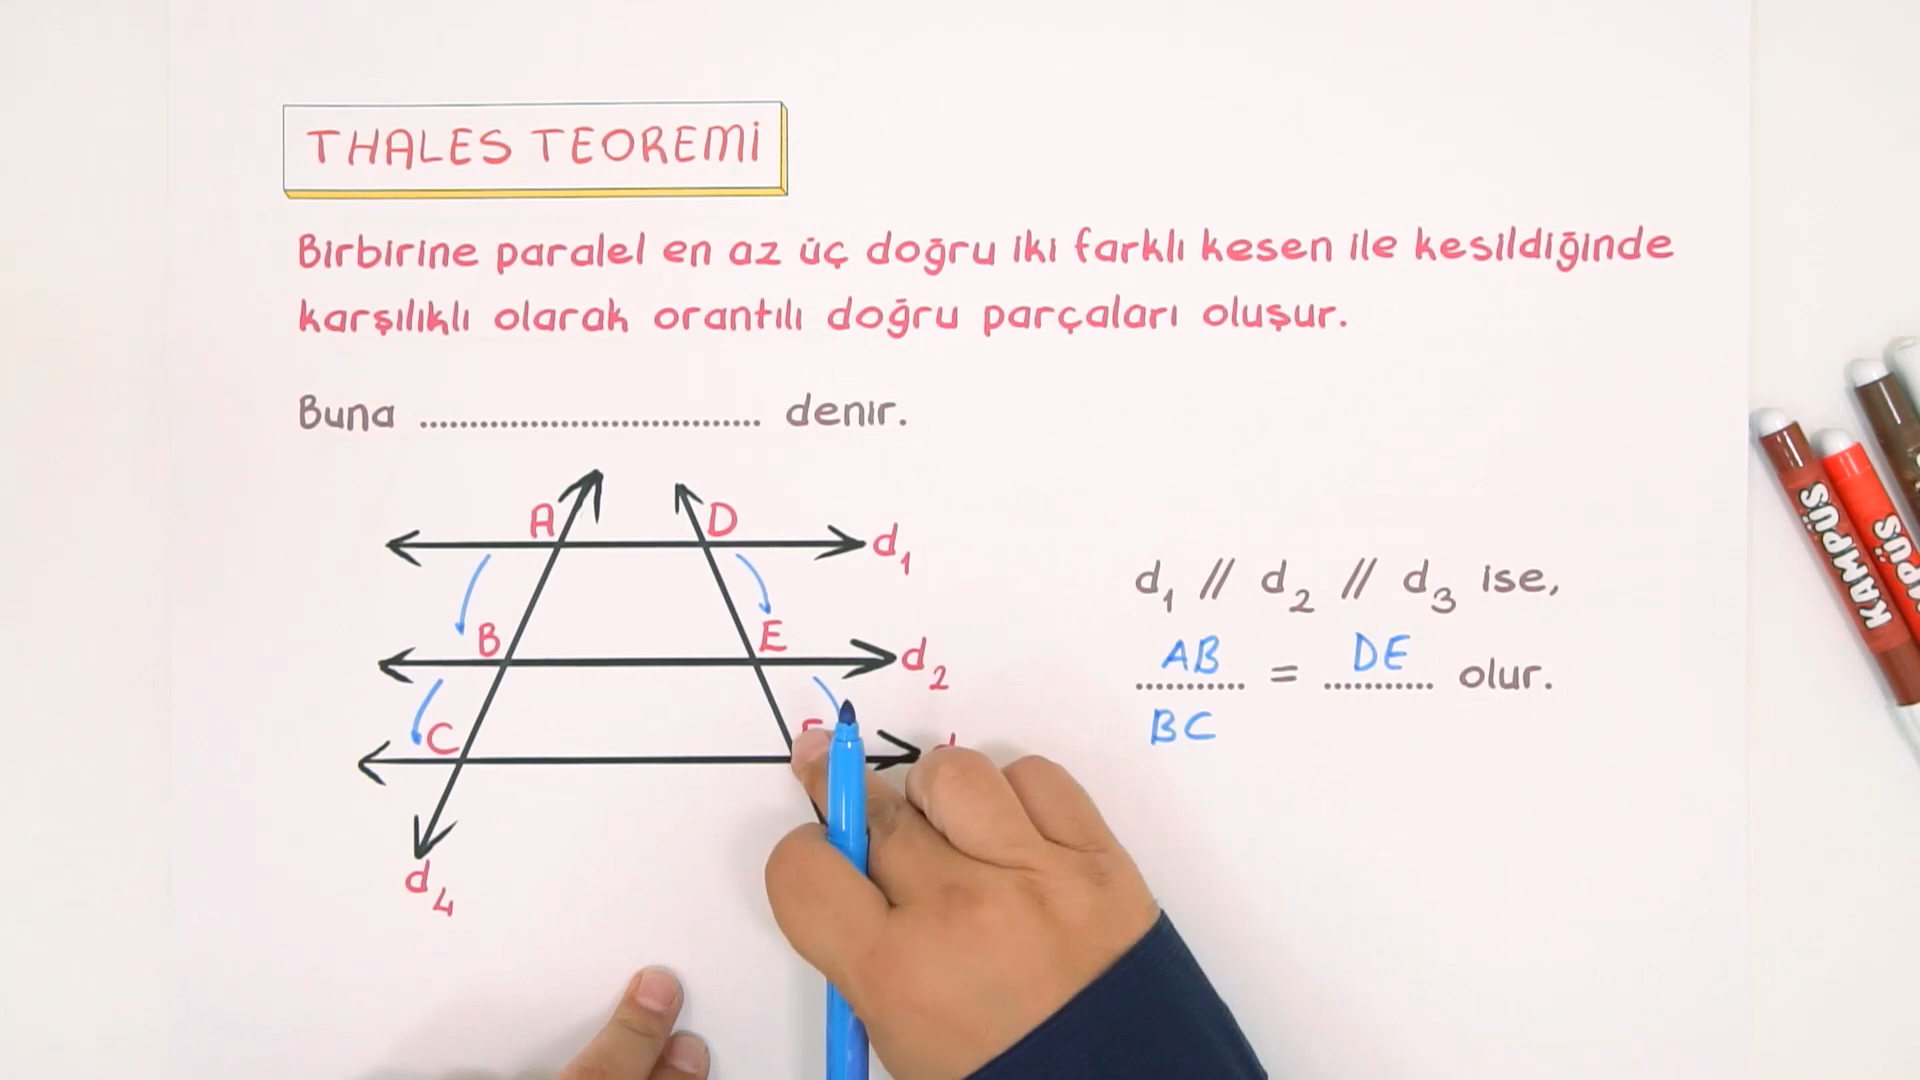 THALES TEOREMİ
Birbirine paralel en az üç doğru iki farklı kesen ile kesildiğinde
karşılıklı olarak orantılı doğru parçaları oluşur.
Buna .................................. denir.
A D d₁
B E d₂
C
d₄
d₁ // d₂ // d₃ ise,
AB = DE olur.
BC
KAMPÜS